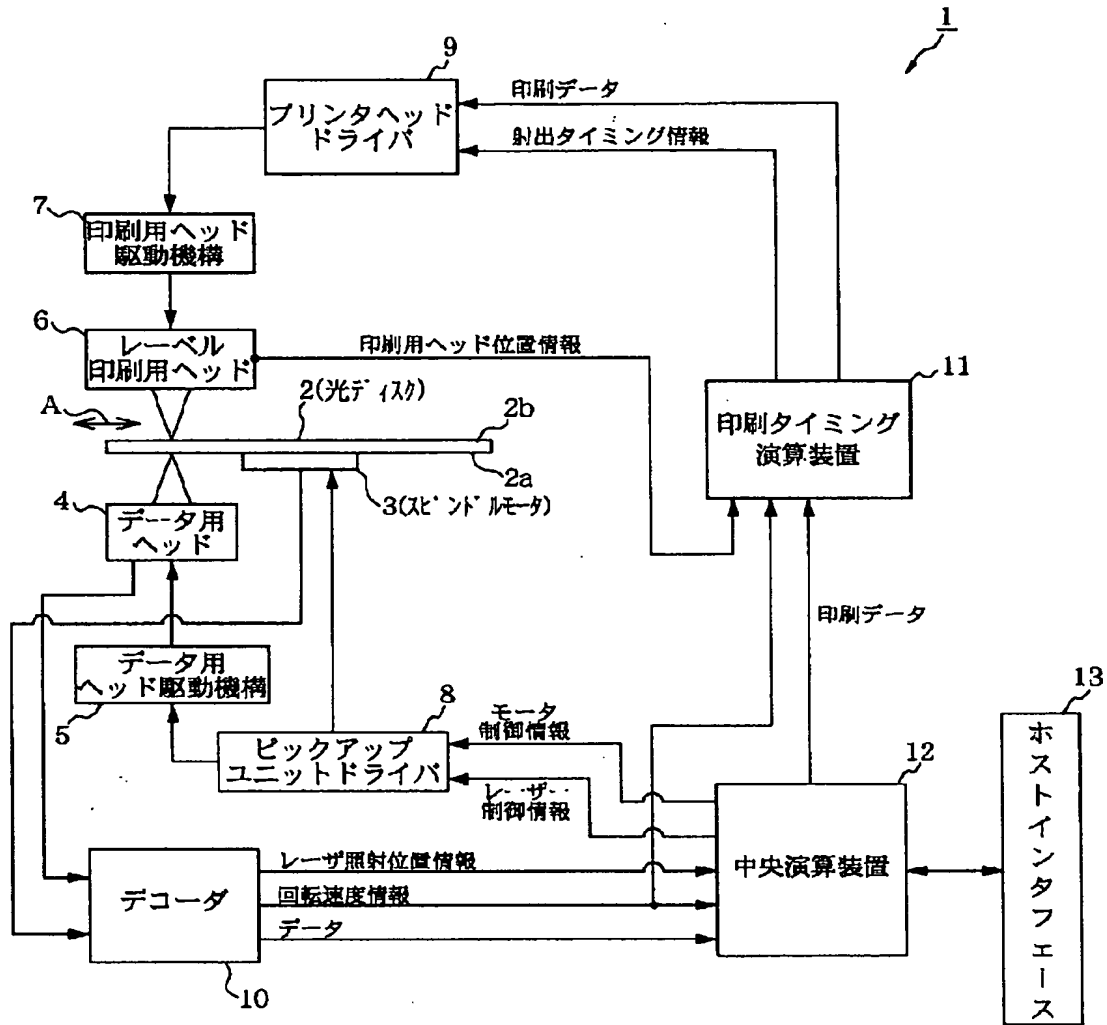 1
9
印刷データ
プリンタヘッド
ドライバ
射出タイミング情報
7
印刷用ヘッド
駆動機構
6
レーベル
印刷用ヘッド
印刷用ヘッド位置情報
11
印刷タイミング
演算装置
A
2(光ディスク)
2b
2a
3(スピンドルモータ)
4
データ用
ヘッド
印刷データ
データ用
ヘッド駆動機構
5
8
ピックアップ
ユニットドライバ
モータ
制御情報
レーザー
制御情報
12
13
中央演算装置
ホストインタフェース
レーザ照射位置情報
デコーダ
回転速度情報
データ
10